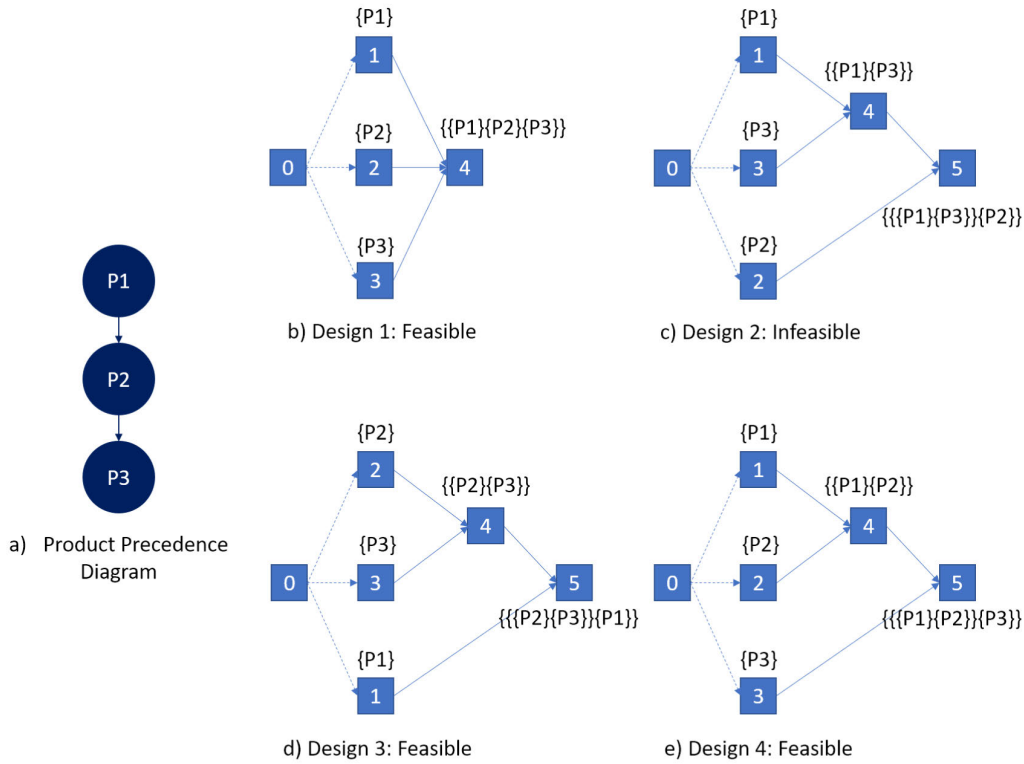 P1
P2
P3
a) Product Precedence
Diagram
{P1}
1
{P2}
0
2
4
{{P1}{P2}{P3}}
{P3}
3
b) Design 1: Feasible
{P1}
1
{{P1}{P3}}
4
{P3}
0
3
5
{{{P1}{P3}}{P2}}
{P2}
2
c) Design 2: Infeasible
{P2}
2
{{P2}{P3}}
4
{P3}
0
3
5
{{{P2}{P3}}{P1}}
{P1}
1
d) Design 3: Feasible
{P1}
1
{{P1}{P2}}
4
{P2}
0
2
5
{{{P1}{P2}}{P3}}
{P3}
3
e) Design 4: Feasible